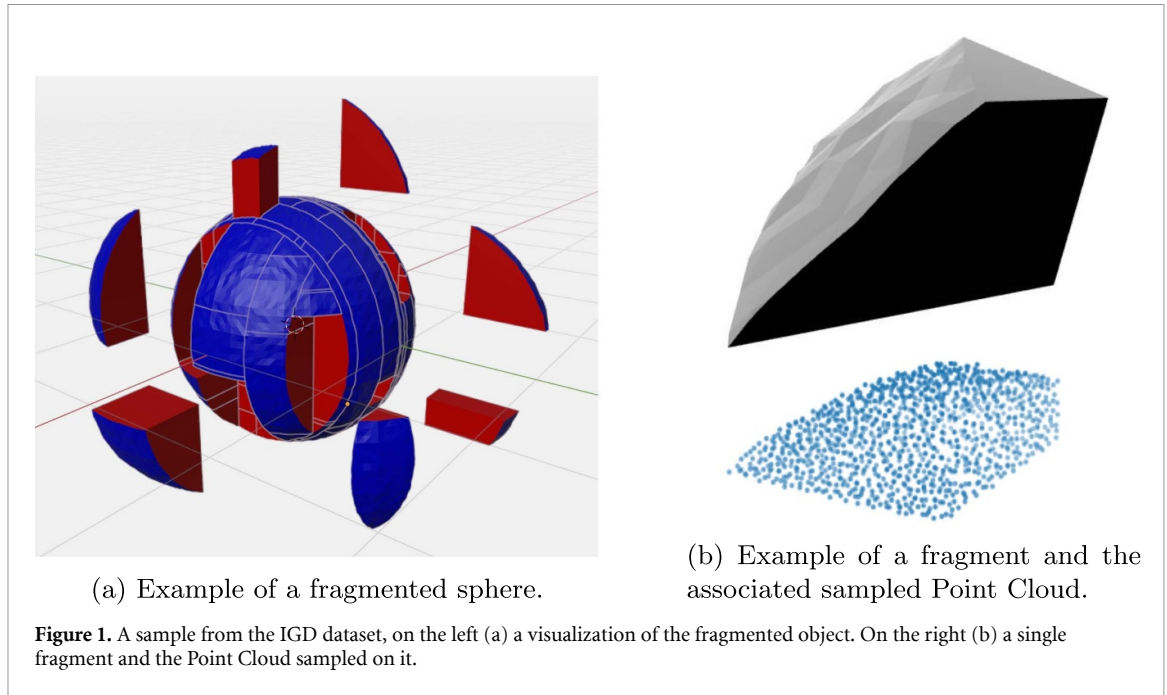 (a) Example of a fragmented sphere.
(b) Example of a fragment and the
associated sampled Point Cloud.
Figure 1. A sample from the IGD dataset, on the left (a) a visualization of the fragmented object. On the right (b) a single
fragment and the Point Cloud sampled on it.